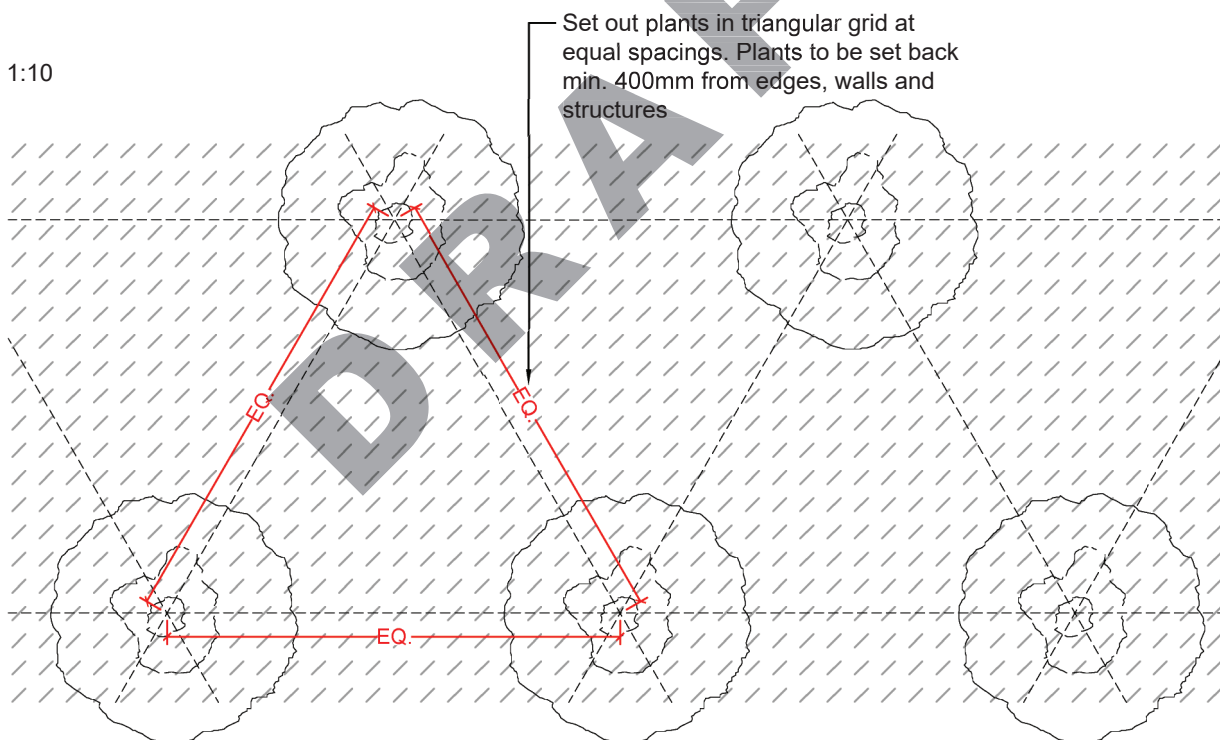 Set out plants in triangular grid at
equal spacings. Plants to be set back
min. 400mm from edges, walls and
structures
1:10
EQ.
EQ.
EQ.
DRAF